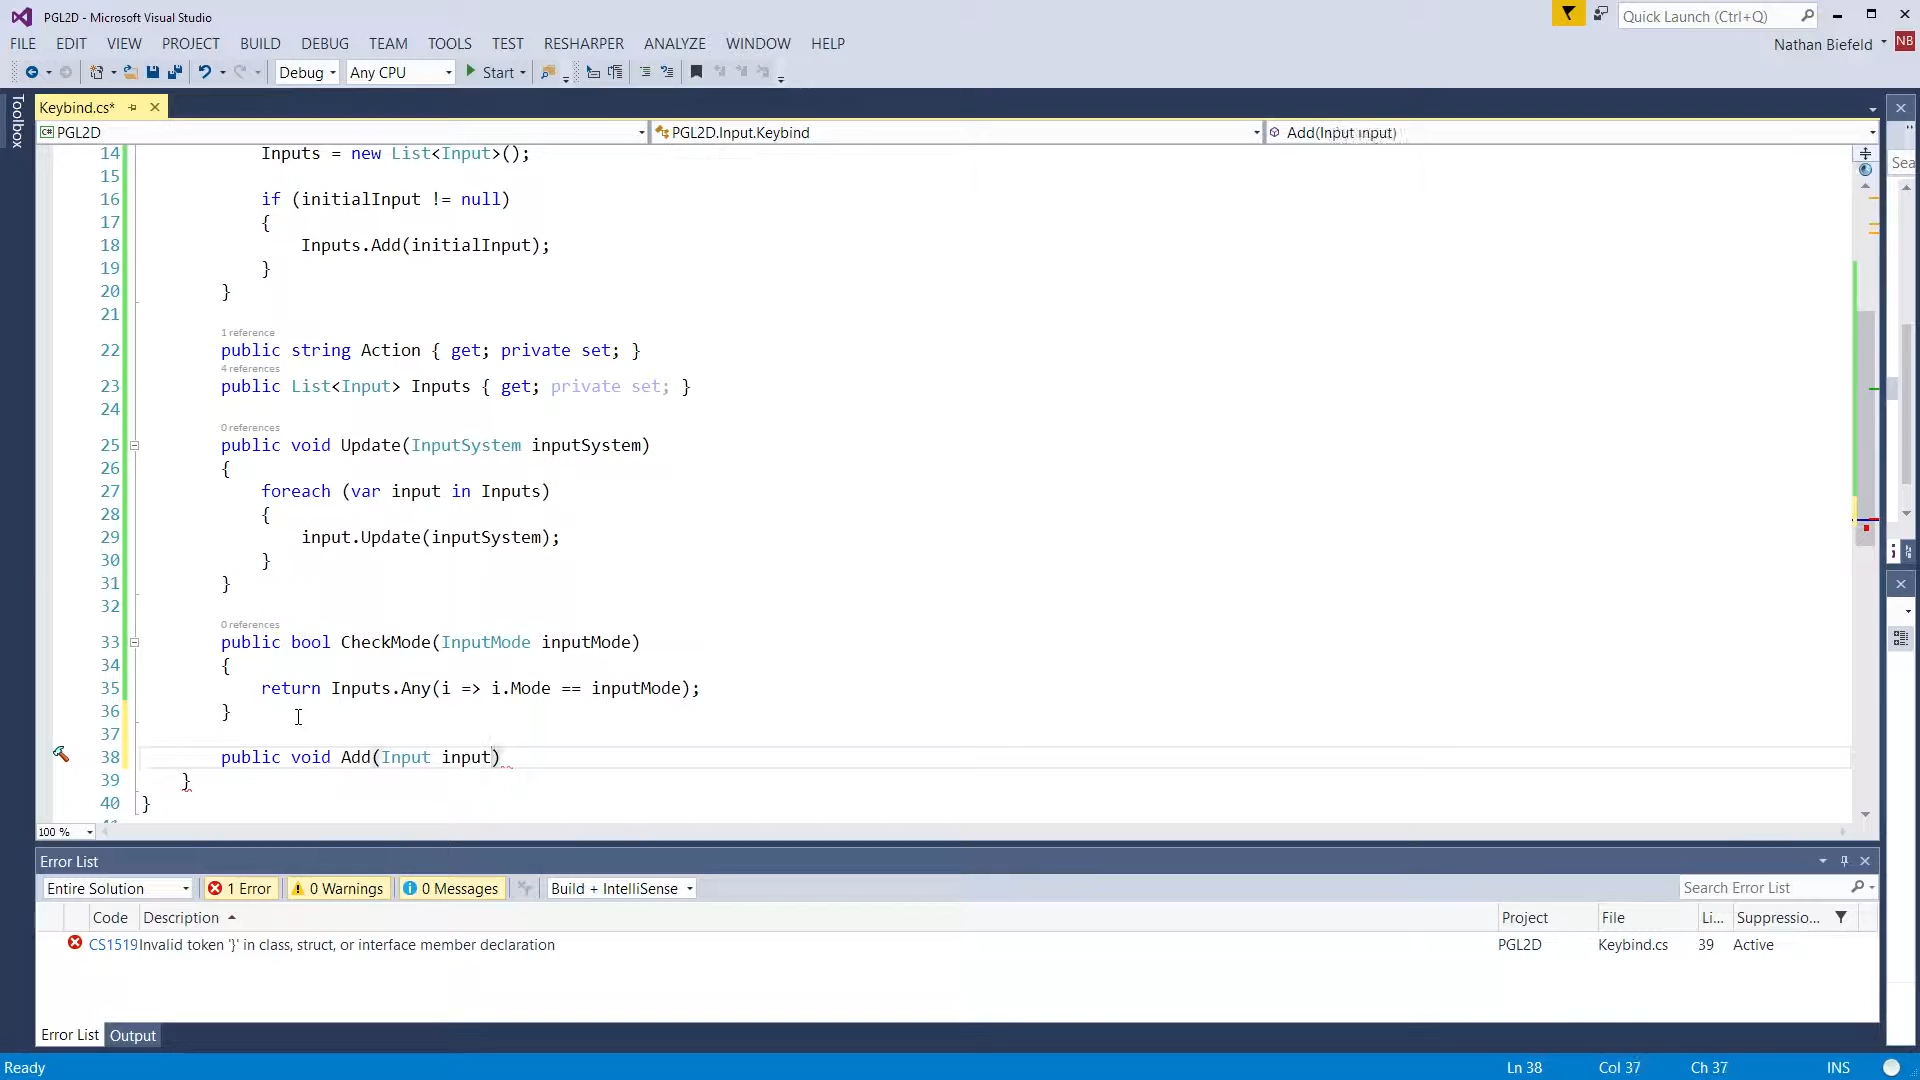 PGL2D - Microsoft Visual Studio
Quick Launch (Ctrl+Q)
FILE EDIT VIEW PROJECT BUILD DEBUG TEAM TOOLS TEST RESHARPER ANALYZE WINDOW HELP
Nathan Biefeld NB
Debug Any CPU Start
Toolbox
Keybind.cs*
PGL2D PGL2D.Input.Keybind Add(Input input)
Sea
14 Inputs = new List<Input>();
15
16 if (initialInput != null)
17 {
18 Inputs.Add(initialInput);
19 }
20 }
21
1 reference
22 public string Action { get; private set; }
4 references
23 public List<Input> Inputs { get; private set; }
24
0 references
25 public void Update(InputSystem inputSystem)
26 {
27 foreach (var input in Inputs)
28 {
29 input.Update(inputSystem);
30 }
31 }
32
0 references
33 public bool CheckMode(InputMode inputMode)
34 {
35 return Inputs.Any(i => i.Mode == inputMode);
36 }
37
38 public void Add(Input input)
39 }
40 }
100 %
Error List
Entire Solution 1 Error 0 Warnings 0 Messages Build + IntelliSense Search Error List
Code Description Project File Li... Suppressio...
CS1519 Invalid token '}' in class, struct, or interface member declaration PGL2D Keybind.cs 39 Active
Error List Output
Ready Ln 38 Col 37 Ch 37 INS